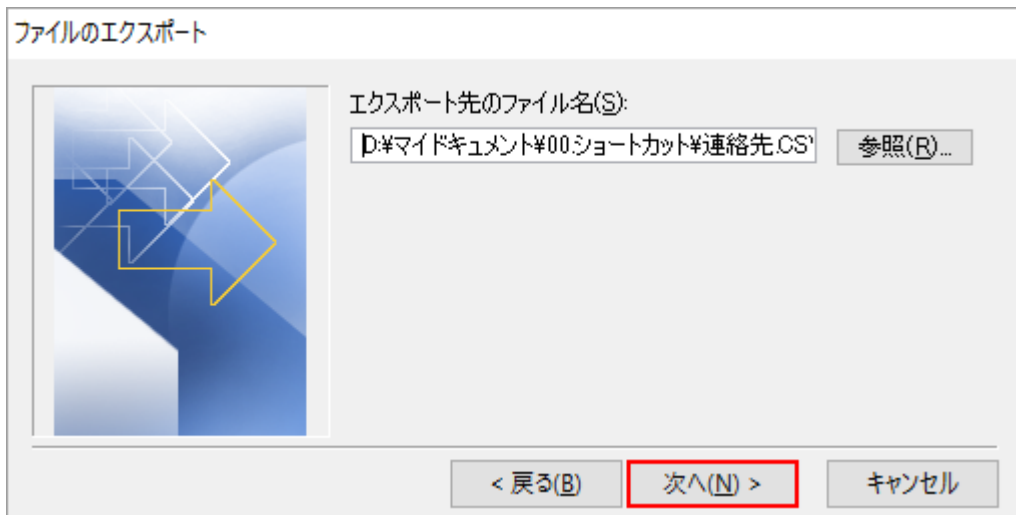 ファイルのエクスポート
エクスポート先のファイル名(S):
D:¥マイドキュメント¥00ショートカット¥連絡先.CS
参照(R)...
< 戻る(B)
次へ(N) >
キャンセル